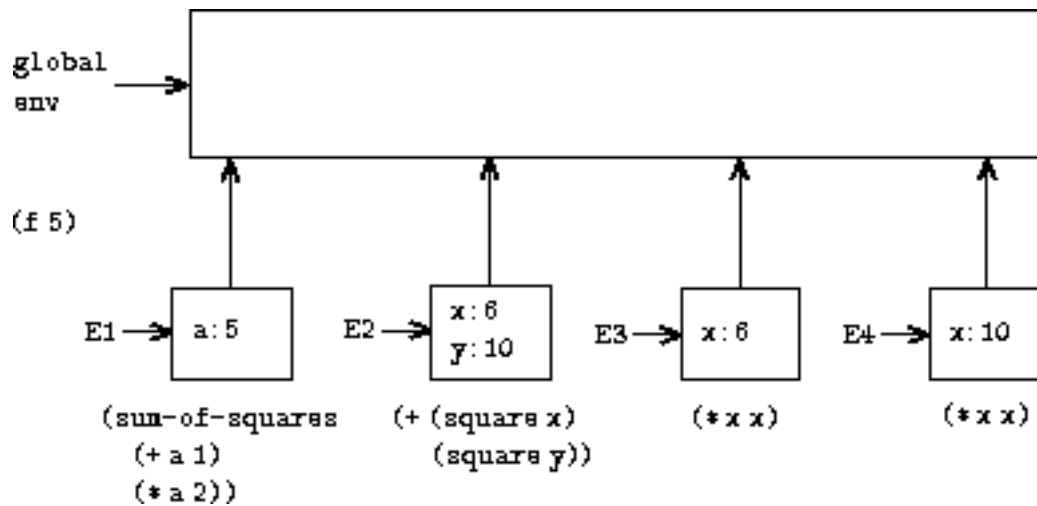 global
env
(f 5)
E1
a:5
E2
x:6
y:10
E3
x:6
E4
x:10
(sum-of-squares
(+ a 1)
(* a 2))
(+ (square x)
(square y))
(* x x)
(* x x)